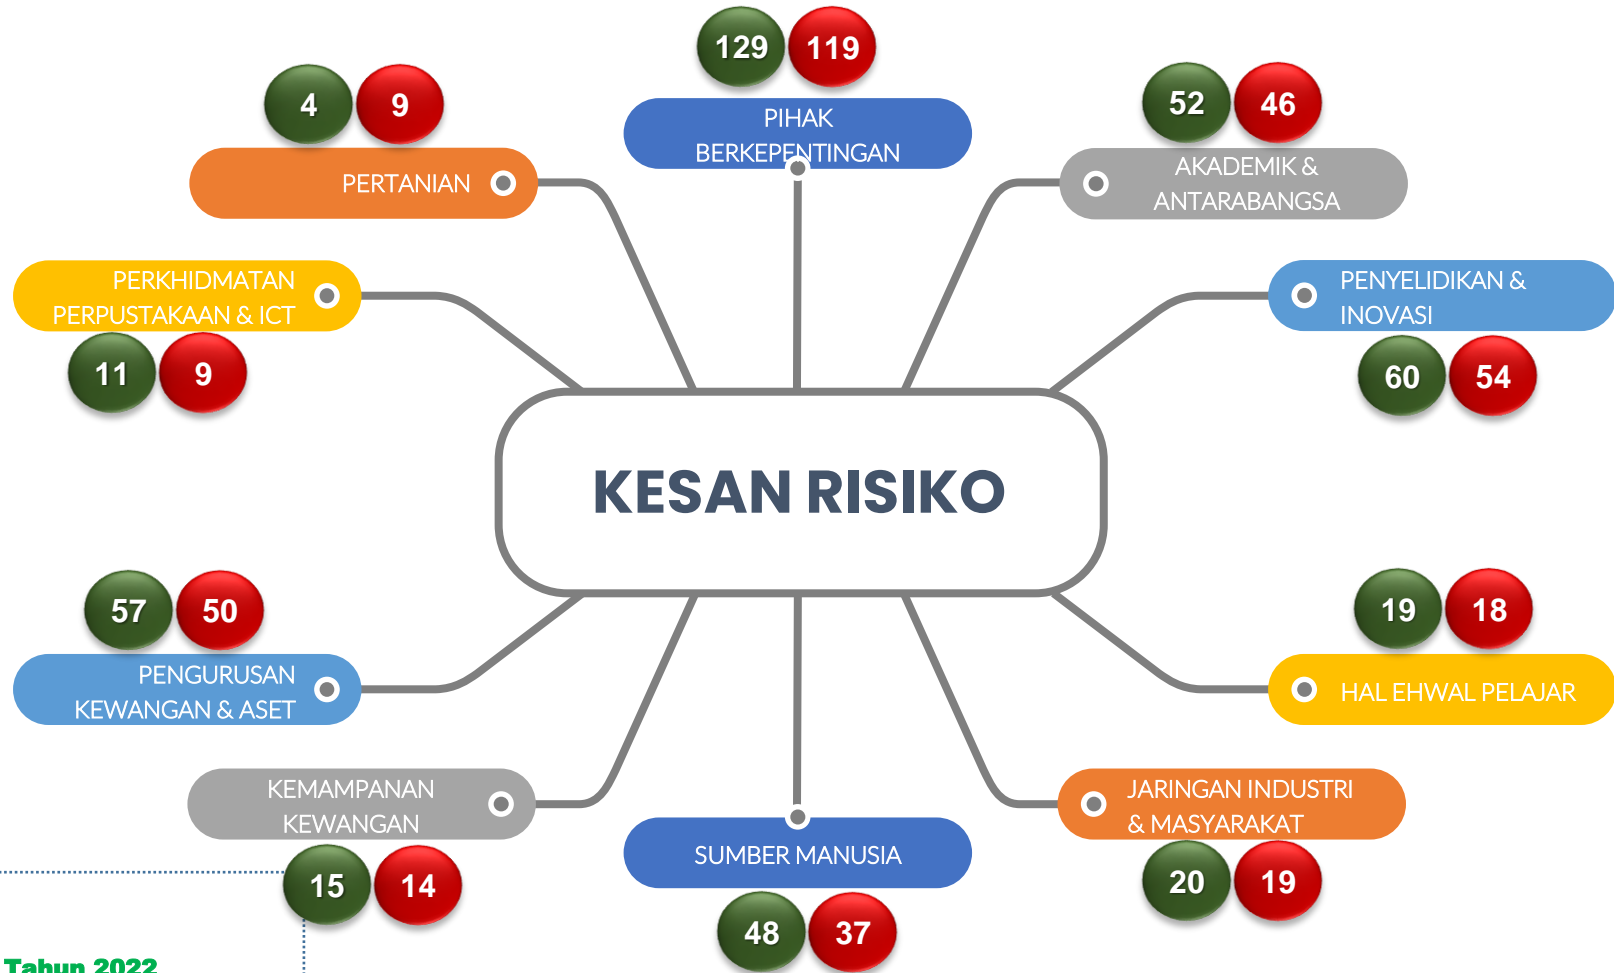 129 119
PIHAK
BERKEPENTINGAN
4 9
PERTANIAN
52 46
AKADEMIK &
ANTARABANGSA
PERKHIDMATAN
PERPUSTAKAAN & ICT
11 9
PENYELIDIKAN &
INOVASI
60 54
KESAN RISIKO
57 50
PENGURUSAN
KEWANGAN & ASET
19 18
HAL EHWAL PELAJAR
KEMAMPANAN
KEWANGAN
15 14
SUMBER MANUSIA
48 37
JARINGAN INDUSTRI
& MASYARAKAT
20 19
Tahun 2022